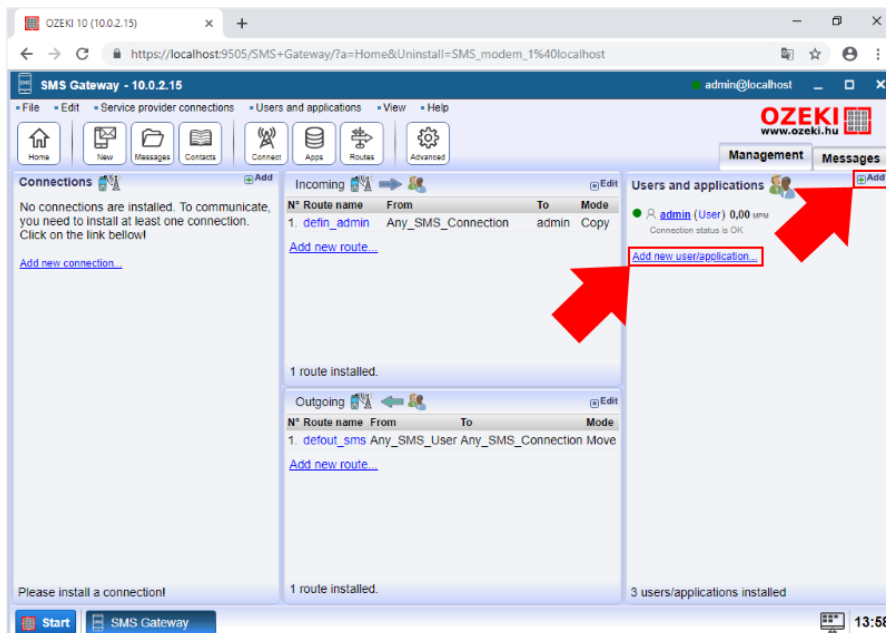 OZEKI 10 (10.0.2.15)
https://localhost:9505/SMS+Gateway/?a=Home&Uninstall=SMS_modem_1%40localhost
SMS Gateway - 10.0.2.15
admin@localhost
File Edit Service provider connections Users and applications View Help
OZEKI
www.ozeki.hu
Home New Messages Contacts Connect Apps Routes Advanced
Management Messages
Connections Add
No connections are installed. To communicate,
you need to install at least one connection.
Click on the link bellow!
Add new connection...
Please install a connection!
Incoming Edit
N° Route name From To Mode
1. defin_admin Any_SMS_Connection admin Copy
Add new route...
1 route installed.
Outgoing Edit
N° Route name From To Mode
1. defout_sms Any_SMS_User Any_SMS_Connection Move
Add new route...
1 route installed.
Users and applications Add
admin (User) 0,00 MPM
Connection status is OK
Add new user/application...
3 users/applications installed
Start SMS Gateway 13:58